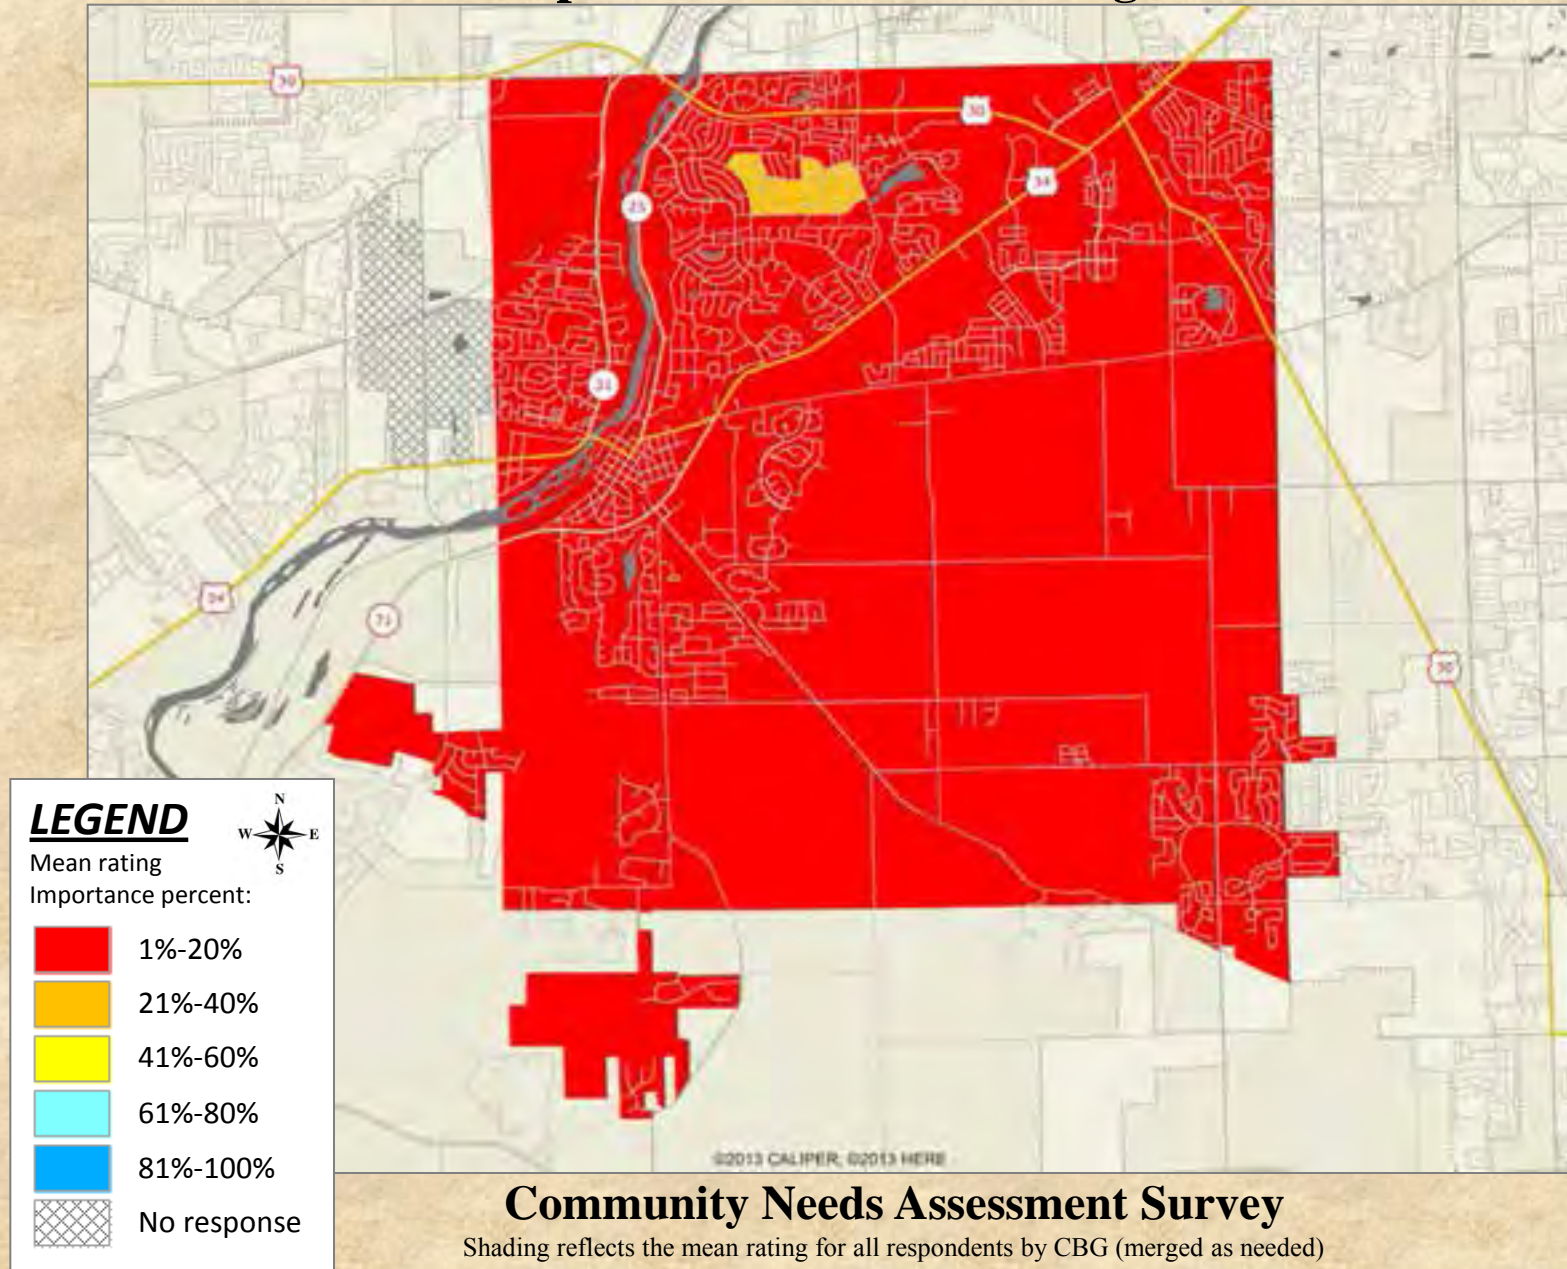 30
30
34
25
31
34
71
30
LEGEND
N
W E
S
Mean rating
Importance percent:
1%-20%
21%-40%
41%-60%
61%-80%
81%-100%
No response
©2013 CALIPER; ©2013 HERE
Community Needs Assessment Survey
Shading reflects the mean rating for all respondents by CBG (merged as needed)